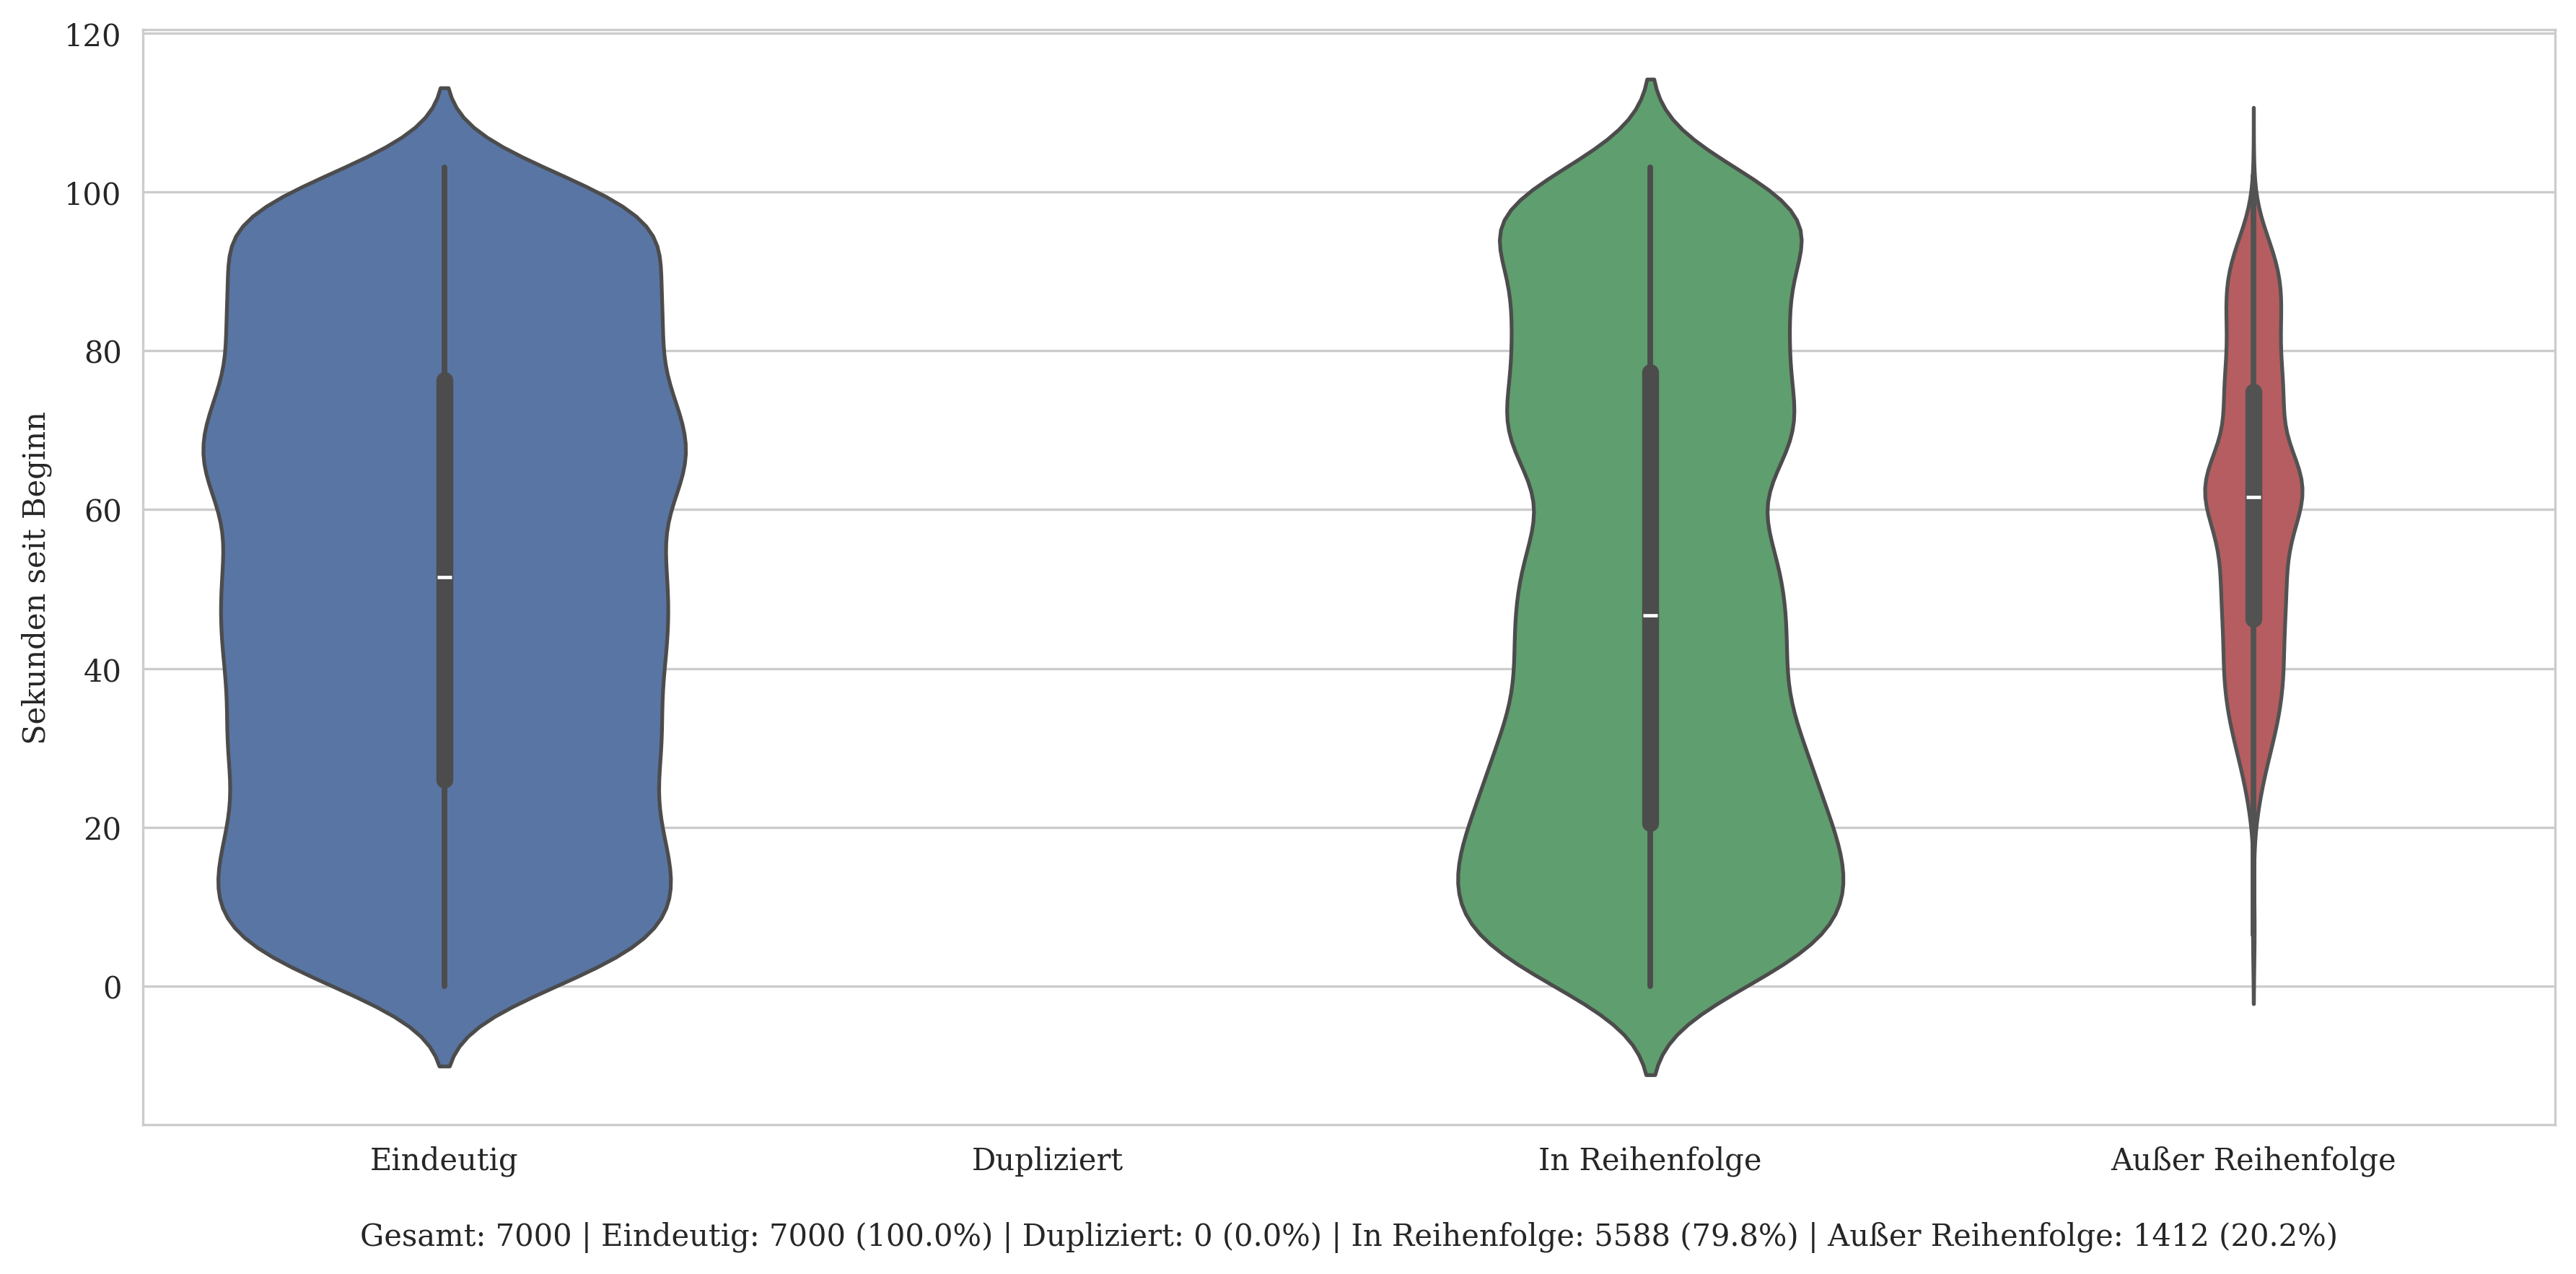 Sekunden seit Beginn
120
100
80
60
40
20
0
Eindeutig
Dupliziert
In Reihenfolge
Außer Reihenfolge
Gesamt: 7000 | Eindeutig: 7000 (100.0%) | Dupliziert: 0 (0.0%) | In Reihenfolge: 5588 (79.8%) | Außer Reihenfolge: 1412 (20.2%)